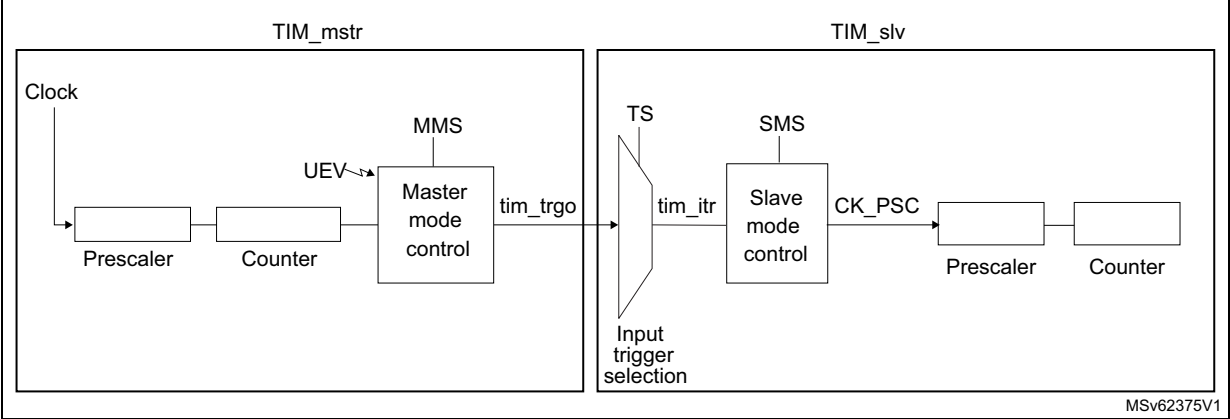 TIM_mstr
TIM_slv
Clock
MMS
UEV
Master
mode
control
tim_trgo
Prescaler
Counter
TS
SMS
tim_itr
Slave
mode
control
CK_PSC
Prescaler
Counter
Input
trigger
selection
MSv62375V1